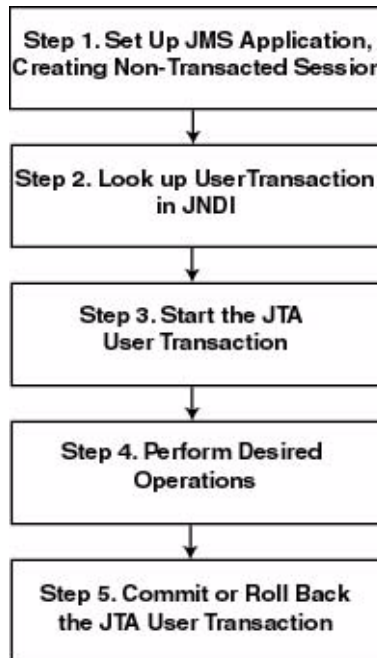 Step 1. Set Up JMS Application,
Creating Non-Transacted Session
Step 2. Look up UserTransaction
in JNDI
Step 3. Start the JTA
User Transaction
Step 4. Perform Desired
Operations
Step 5. Commit or Roll Back
the JTA User Transaction